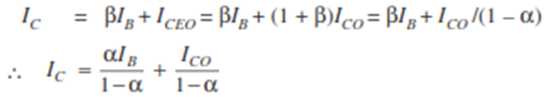 I_C = βI_B + I_CEO = βI_B + (1 + β)I_CO = βI_B + I_CO /(1 – α)
∴ I_C = αI_B/1–α + I_CO/1–α